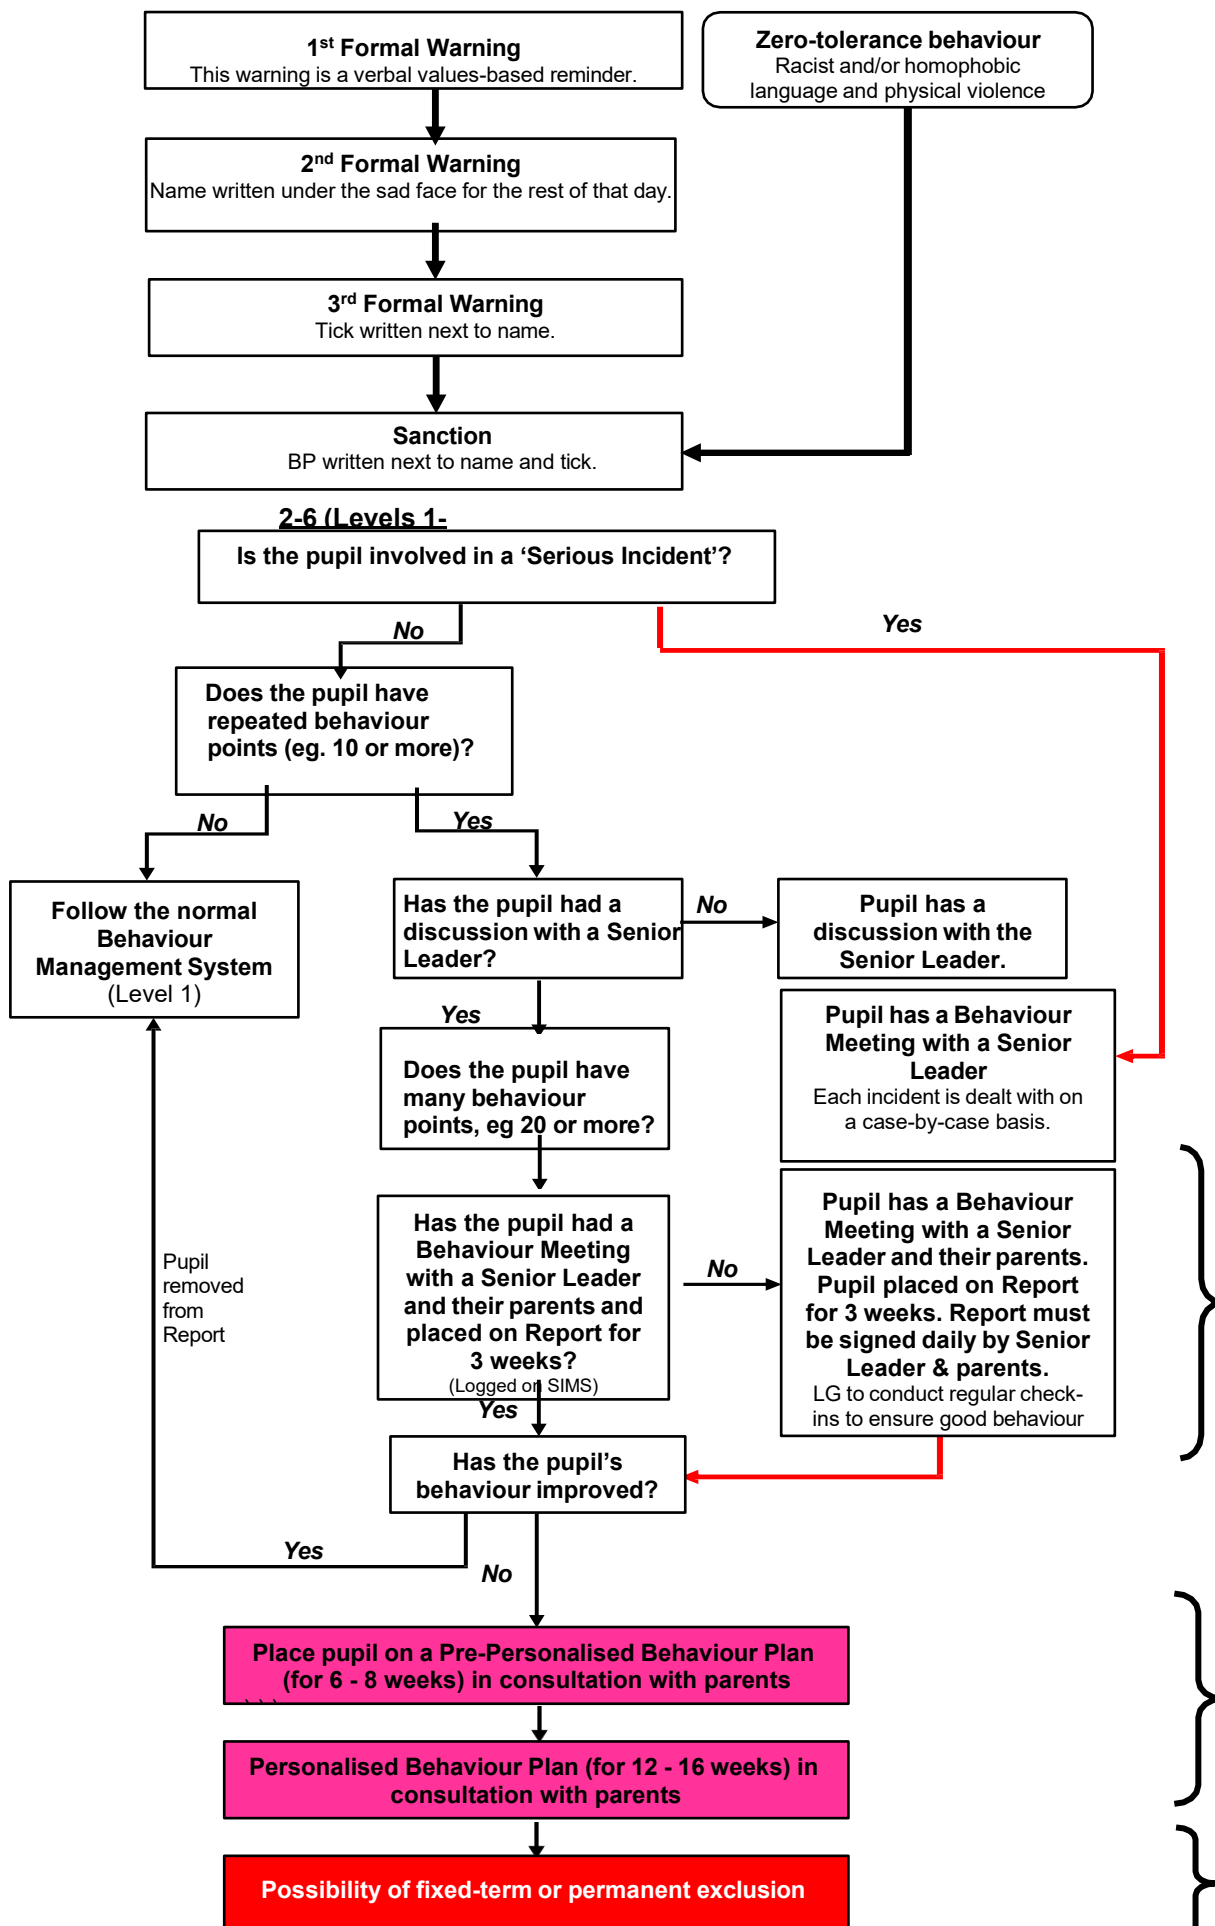 1st Formal Warning
This warning is a verbal values-based reminder.
Zero-tolerance behaviour
Racist and/or homophobic
language and physical violence
2nd Formal Warning
Name written under the sad face for the rest of that day.
3rd Formal Warning
Tick written next to name.
Sanction
BP written next to name and tick.
2-6 (Levels 1-
Is the pupil involved in a ‘Serious Incident’?
No
Yes
Does the pupil have
repeated behaviour
points (eg. 10 or more)?
No
Yes
Follow the normal
Behaviour
Management System
(Level 1)
Has the pupil had a
discussion with a Senior
Leader?
No
Pupil has a
discussion with the
Senior Leader.
Yes
Pupil has a Behaviour
Meeting with a Senior
Leader
Each incident is dealt with on
a case-by-case basis.
Does the pupil have
many behaviour
points, eg 20 or more?
Has the pupil had a
Behaviour Meeting
with a Senior Leader
and their parents and
placed on Report for
3 weeks?
(Logged on SIMS)
No
Pupil has a Behaviour
Meeting with a Senior
Leader and their parents.
Pupil placed on Report
for 3 weeks. Report must
be signed daily by Senior
Leader & parents.
LG to conduct regular check-
ins to ensure good behaviour
Pupil
removed
from
Report
Yes
Has the pupil’s
behaviour improved?
Yes
No
Place pupil on a Pre-Personalised Behaviour Plan
(for 6 - 8 weeks) in consultation with parents
Personalised Behaviour Plan (for 12 - 16 weeks) in
consultation with parents
Possibility of fixed-term or permanent exclusion